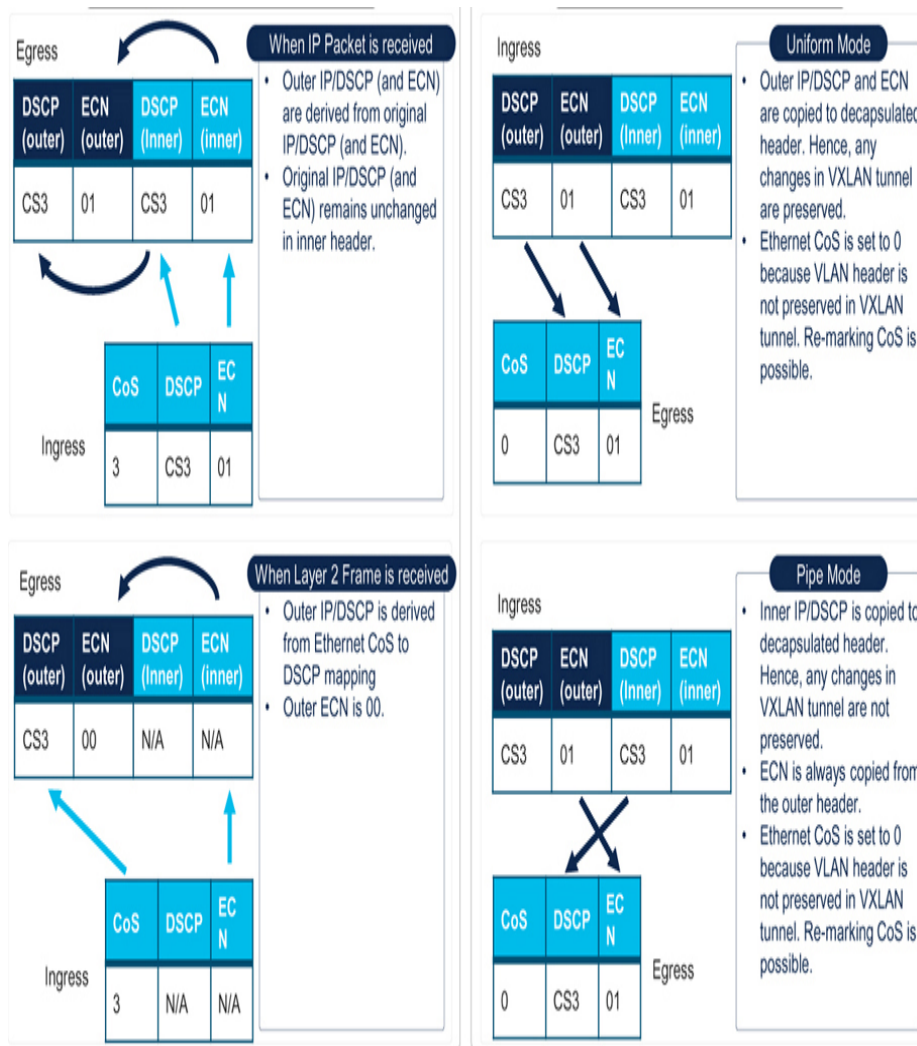 Egress
DSCP (outer) ECN (outer) DSCP (Inner) ECN (inner)
CS3 01 CS3 01
CoS DSCP EC N
Ingress
3 CS3 01
When IP Packet is received
• Outer IP/DSCP (and ECN)
are derived from original
IP/DSCP (and ECN).
• Original IP/DSCP (and
ECN) remains unchanged
in inner header.
Ingress
DSCP (outer) ECN (outer) DSCP (Inner) ECN (inner)
CS3 01 CS3 01
CoS DSCP EC N
0 CS3 01
Egress
Uniform Mode
• Outer IP/DSCP and ECN
are copied to decapsulated
header. Hence, any
changes in VXLAN tunnel
are preserved.
• Ethernet CoS is set to 0
because VLAN header is
not preserved in VXLAN
tunnel. Re-marking CoS is
possible.
Egress
DSCP (outer) ECN (outer) DSCP (Inner) ECN (inner)
CS3 00 N/A N/A
CoS DSCP EC N
Ingress
3 N/A N/A
When Layer 2 Frame is received
• Outer IP/DSCP is derived
from Ethernet CoS to
DSCP mapping
• Outer ECN is 00.
Ingress
DSCP (outer) ECN (outer) DSCP (Inner) ECN (inner)
CS3 01 CS3 01
CoS DSCP EC N
0 CS3 01
Egress
Pipe Mode
• Inner IP/DSCP is copied to
decapsulated header.
Hence, any changes in
VXLAN tunnel are not
preserved.
• ECN is always copied from
the outer header.
• Ethernet CoS is set to 0
because VLAN header is
not preserved in VXLAN
tunnel. Re-marking CoS is
possible.